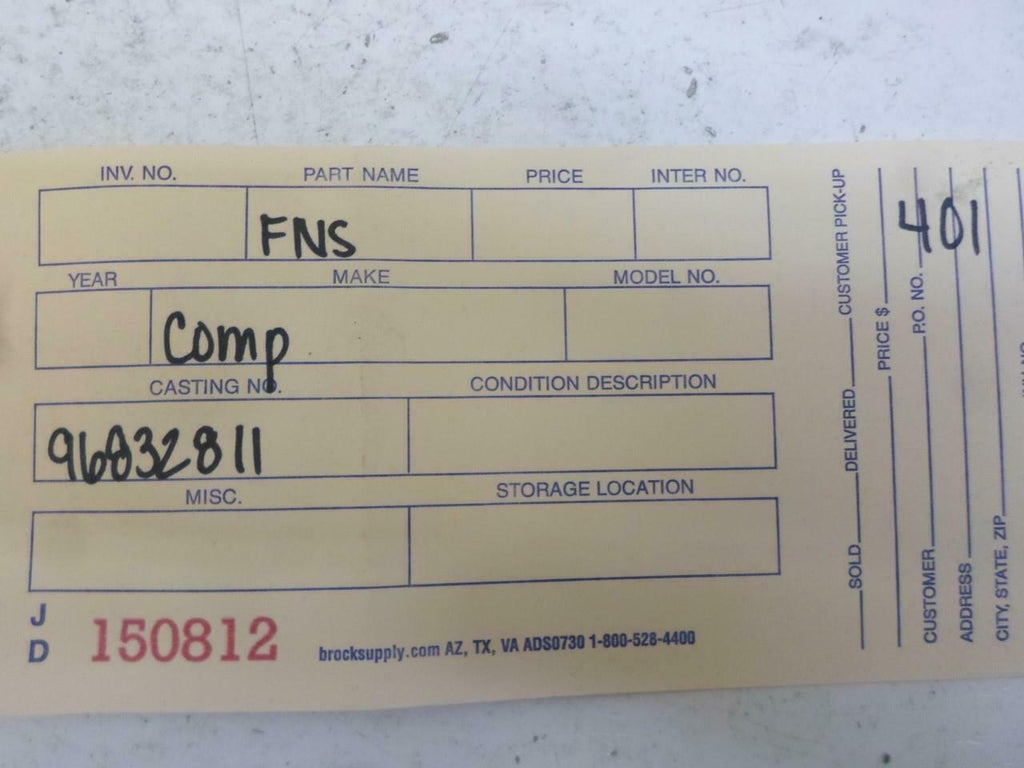 INV. NO. PART NAME PRICE INTER NO.
FNS
YEAR MAKE MODEL NO.
Comp
CASTING NO. CONDITION DESCRIPTION
96832811
MISC. STORAGE LOCATION
J
D
150812
brocksupply.com AZ, TX, VA ADS0730 1-800-528-4400
SOLD DELIVERED CUSTOMER PICK-UP
PRICE $
401
CUSTOMER P.O. NO.
ADDRESS
CITY, STATE, ZIP